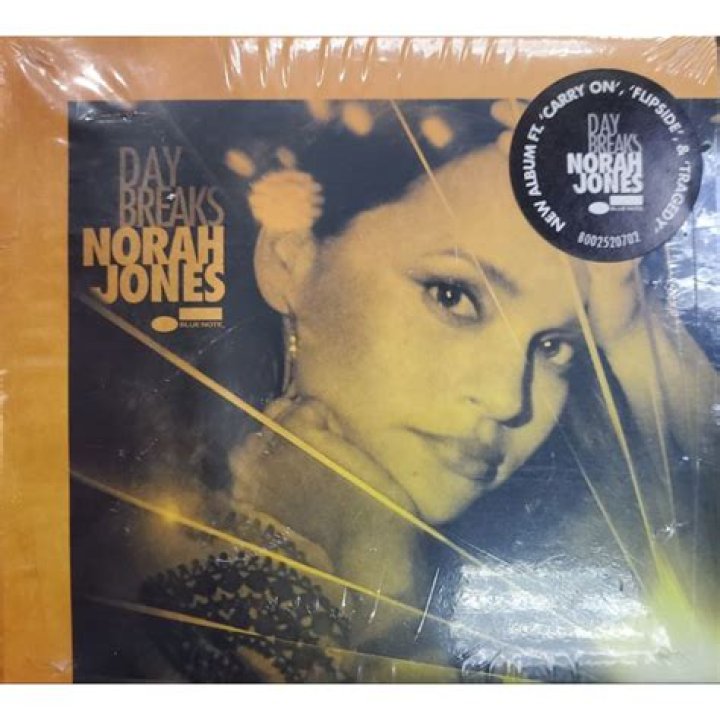 DAY
BREAKS
NORAH
JONES
BLUE NOTE
NEW ALBUM FT. 'CARRY ON', 'FLIPSIDE', & 'TRAGEDY'
DAY
BREAKS
NORAH
JONES
BLUE NOTE
B002520702